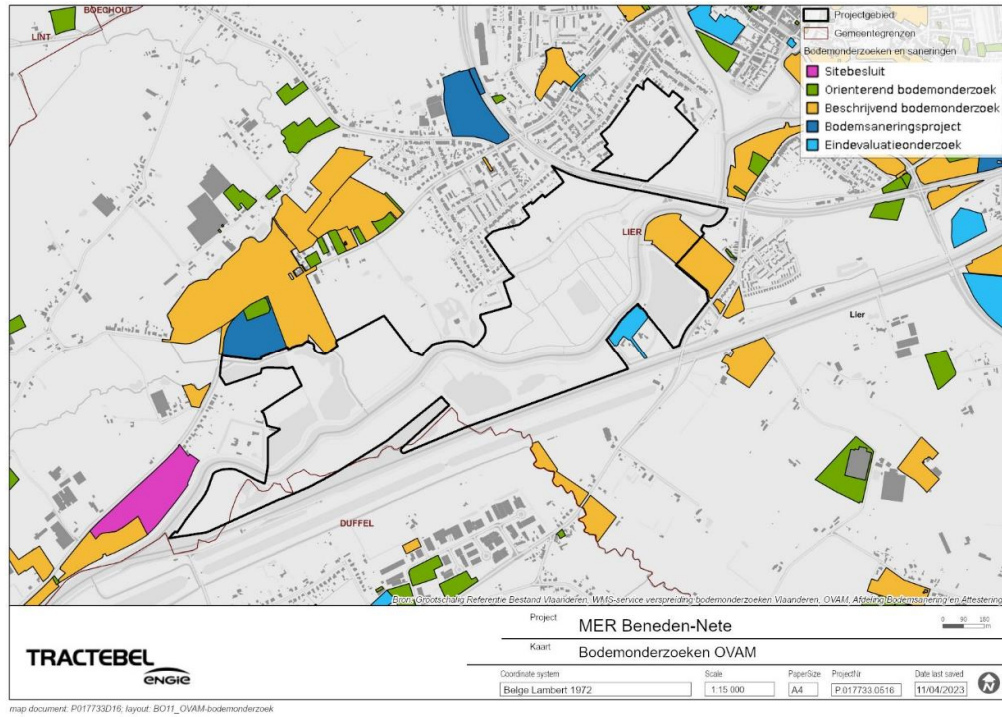 BOECHOUT
LINT
Projectgebied
Gemeentegrenzen
Bodemonderzoeken en saneringen
Sitebesluit
Orienterend bodemonderzoek
Beschrijvend bodemonderzoek
Bodemsaneringsproject
Eindevaluatieonderzoek
LIER
Lier
DUFFEL
Bron: Grootschalig Referentie Bestand Vlaanderen, WMS-service verspreiding bodemonderzoeken Vlaanderen, OVAM, Afdeling Bodemsanering en Attestering
TRACTEBEL
ENGIE
Project MER Beneden-Nete
0 90 180
m
Kaart Bodemonderzoeken OVAM
Coordinate system Scale PaperSize ProjectNr Date last saved
Belge Lambert 1972 1:15 000 A4 P.017733.0516 11/04/2023
N
map document: P017733D16; layout: BO11_OVAM-bodemonderzoek